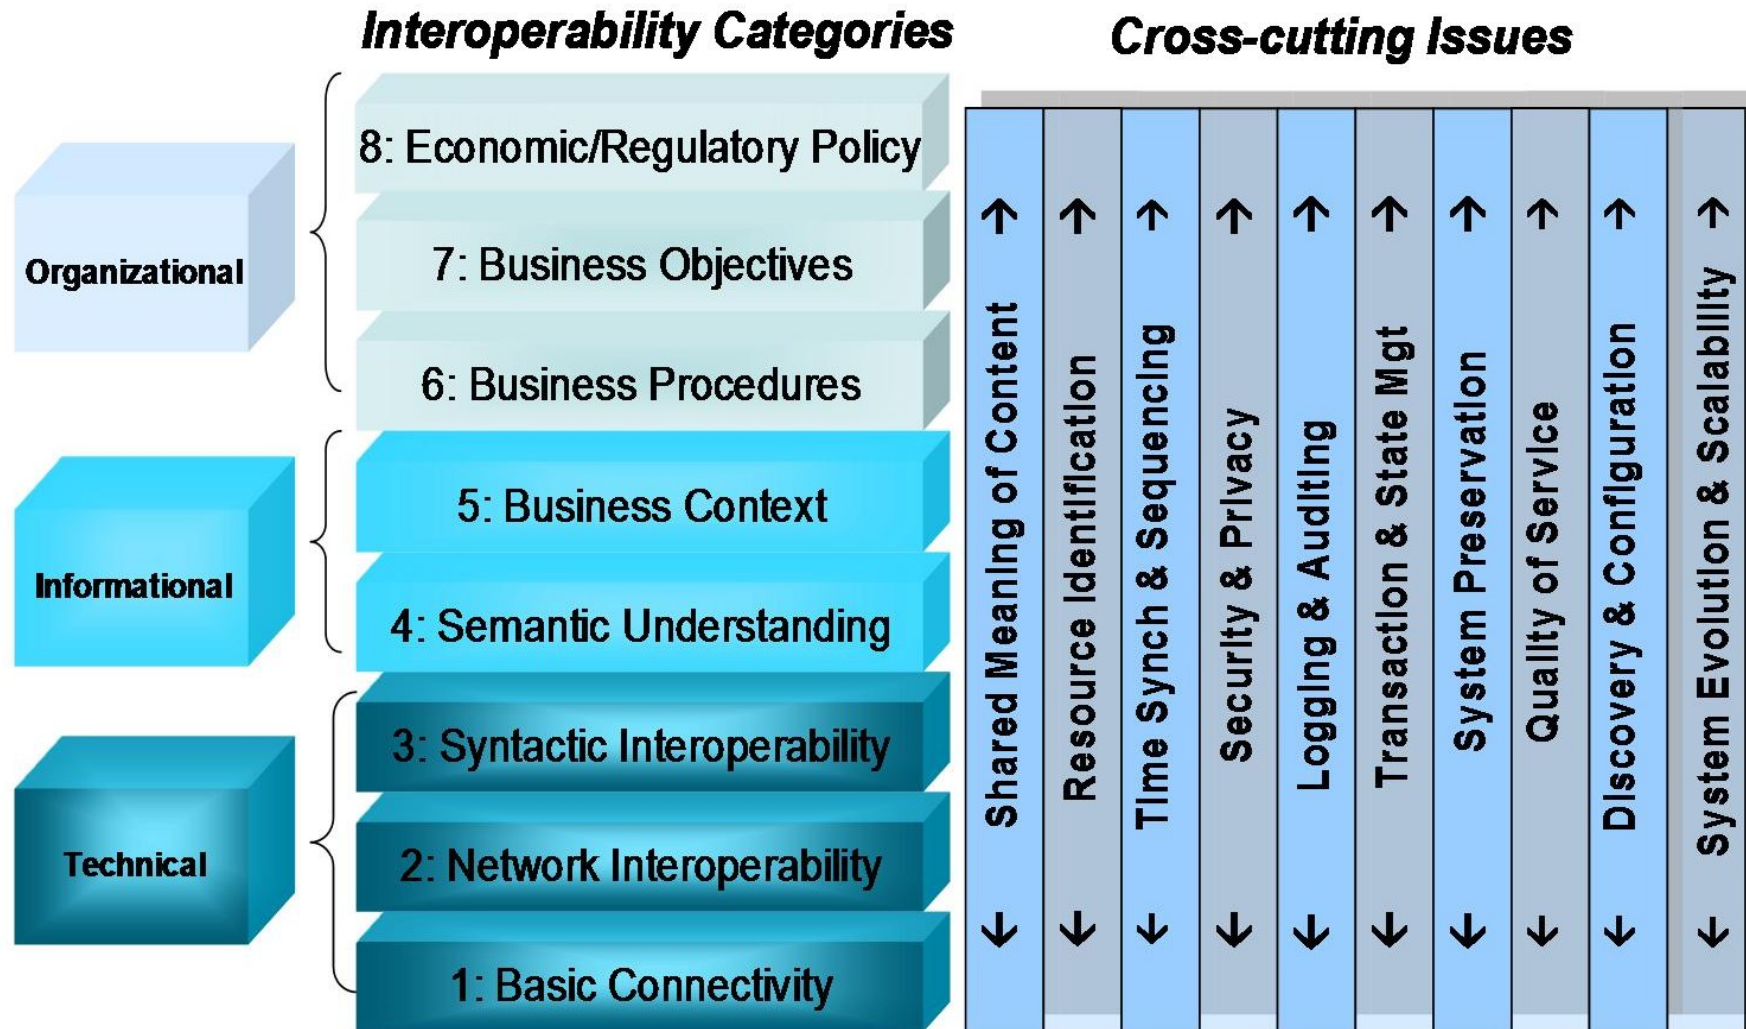 Interoperability Categories
Cross-cutting Issues
Organizational
8: Economic/Regulatory Policy
7: Business Objectives
6: Business Procedures
Informational
5: Business Context
4: Semantic Understanding
Technical
3: Syntactic Interoperability
2: Network Interoperability
1: Basic Connectivity
Shared Meaning of Content
Resource Identification
Time Synch & Sequencing
Security & Privacy
Logging & Auditing
Transaction & State Mgt
System Preservation
Quality of Service
Discovery & Configuration
System Evolution & Scalability